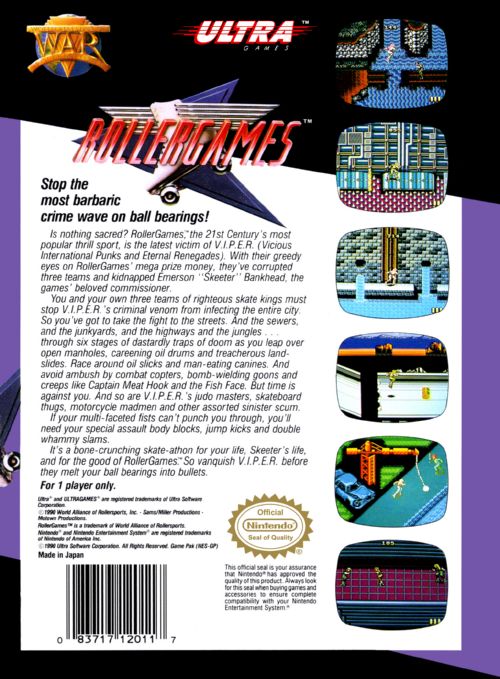 WAR
ULTRA™
GAMES
ROLLERGAMES™
Stop the
most barbaric
crime wave on ball bearings!
Is nothing sacred? RollerGames,™ the 21st Century's most
popular thrill sport, is the latest victim of V.I.P.E.R. (Vicious
International Punks and Eternal Renegades). With their greedy
eyes on RollerGames' mega prize money, they've corrupted
three teams and kidnapped Emerson "Skeeter" Bankhead, the
games' beloved commissioner.
You and your own three teams of righteous skate kings must
stop V.I.P.E.R.'s criminal venom from infecting the entire city.
So you've got to take the fight to the streets. And the sewers,
and the junkyards, and the highways and the jungles . . .
through six stages of dastardly traps of doom as you leap over
open manholes, careening oil drums and treacherous land-
slides. Race around oil slicks and man-eating canines. And
avoid ambush by combat copters, bomb-wielding goons and
creeps like Captain Meat Hook and the Fish Face. But time is
against you. And so are V.I.P.E.R.'s judo masters, skateboard
thugs, motorcycle madmen and other assorted sinister scum.
If your multi-faceted fists can't punch you through, you'll
need your special assault body blocks, jump kicks and double
whammy slams.
It's a bone-crunching skate-athon for your life, Skeeter's life,
and for the good of RollerGames.™ So vanquish V.I.P.E.R. before
they melt your ball bearings into bullets.
For 1 player only.
Ultra® and ULTRAGAMES® are registered trademarks of Ultra Software
Corporation.
©1990 World Alliance of Rollersports, Inc. · Sams/Miller Productions ·
Motown Productions.
RollerGames™ is a trademark of World Alliance of Rollersports.
Nintendo® and Nintendo Entertainment System® are registered trademarks
of Nintendo of America Inc.
©1990 Ultra Software Corporation. All Rights Reserved. Game Pak (NES-GP)
Made in Japan
Official
Nintendo®
Seal of Quality
This official seal is your assurance
that Nintendo® has approved the
quality of this product. Always look
for this seal when buying games and
accessories to ensure complete
compatibility with your Nintendo
Entertainment System.®
0 83717 12011 7